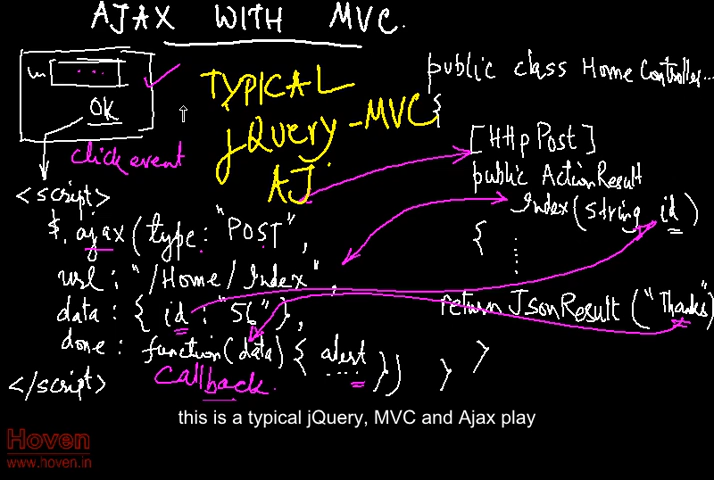 AJAX WITH MVC.
un ...
OK
click event
TYPICAL
jQUERY-MVC
AJ
public class HomeController...
{
[HttpPost]
public ActionResult
Index(string id)
{
return JsonResult("Thanks")
}
}
<script>
$.ajax(type: "POST",
url: "/Home/Index",
data: { id : "56" },
done: function(data) { alert
.... })
Callback.
</script>
this is a typical jQuery, MVC and Ajax play
Hoven
www.hoven.in